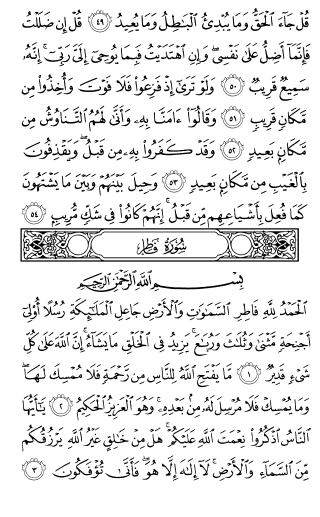 قُلْ جَآءَ ٱلْحَقُّ وَمَا يُبْدِئُ ٱلْبَٰطِلُ وَمَا يُعِيدُ ٤٩ قُلْ إِن ضَلَلْتُ
فَإِنَّمَآ أَضِلُّ عَلَىٰ نَفْسِى ۖ وَإِنِ ٱهْتَدَيْتُ فَبِمَا يُوحِىٓ إِلَىَّ رَبِّىٓ ۚ إِنَّهُۥ
سَمِيعٌ قَرِيبٌ ٥٠ وَلَوْ تَرَىٰٓ إِذْ فَزِعُوا۟ فَلَا فَوْتَ وَأُخِذُوا۟ مِن
مَّكَانٍ قَرِيبٍ ٥١ وَقَالُوٓا۟ ءَامَنَّا بِهِۦ وَأَنَّىٰ لَهُمُ ٱلتَّنَاوُشُ مِن
مَّكَانٍۭ بَعِيدٍ ٥٢ وَقَدْ كَفَرُوا۟ بِهِۦ مِن قَبْلُ ۖ وَيَقْذِفُونَ
بِٱلْغَيْبِ مِن مَّكَانٍۭ بَعِيدٍ ٥٣ وَحِيلَ بَيْنَهُمْ وَبَيْنَ مَا يَشْتَهُونَ
كَمَا فُعِلَ بِأَشْيَاعِهِم مِّن قَبْلُ ۚ إِنَّهُمْ كَانُوا۟ فِى شَكٍّ مُّرِيبٍۭ ٥٤
سُورَةُ فَاطِرٍ
بِسْمِ ٱللَّهِ ٱلرَّحْمَٰنِ ٱلرَّحِيمِ
ٱلْحَمْدُ لِلَّهِ فَاطِرِ ٱلسَّمَٰوَٰتِ وَٱلْأَرْضِ جَاعِلِ ٱلْمَلَٰٓئِكَةِ رُسُلًا أُو۟لِىٓ
أَجْنِحَةٍ مَّثْنَىٰ وَثُلَٰثَ وَرُبَٰعَ ۚ يَزِيدُ فِى ٱلْخَلْقِ مَا يَشَآءُ ۚ إِنَّ ٱللَّهَ عَلَىٰ كُلِّ
شَىْءٍ قَدِيرٌ ١ مَّا يَفْتَحِ ٱللَّهُ لِلنَّاسِ مِن رَّحْمَةٍ فَلَا مُمْسِكَ لَهَا ۖ
وَمَا يُمْسِكْ فَلَا مُرْسِلَ لَهُۥ مِنۢ بَعْدِهِۦ ۚ وَهُوَ ٱلْعَزِيزُ ٱلْحَكِيمُ ٢ يَٰٓأَيُّهَا
ٱلنَّاسُ ٱذْكُرُوا۟ نِعْمَتَ ٱللَّهِ عَلَيْكُمْ ۚ هَلْ مِنْ خَٰلِقٍ غَيْرُ ٱللَّهِ يَرْزُقُكُم
مِّنَ ٱلسَّمَآءِ وَٱلْأَرْضِ ۚ لَآ إِلَٰهَ إِلَّا هُوَ ۖ فَأَنَّىٰ تُؤْفَكُونَ ٣